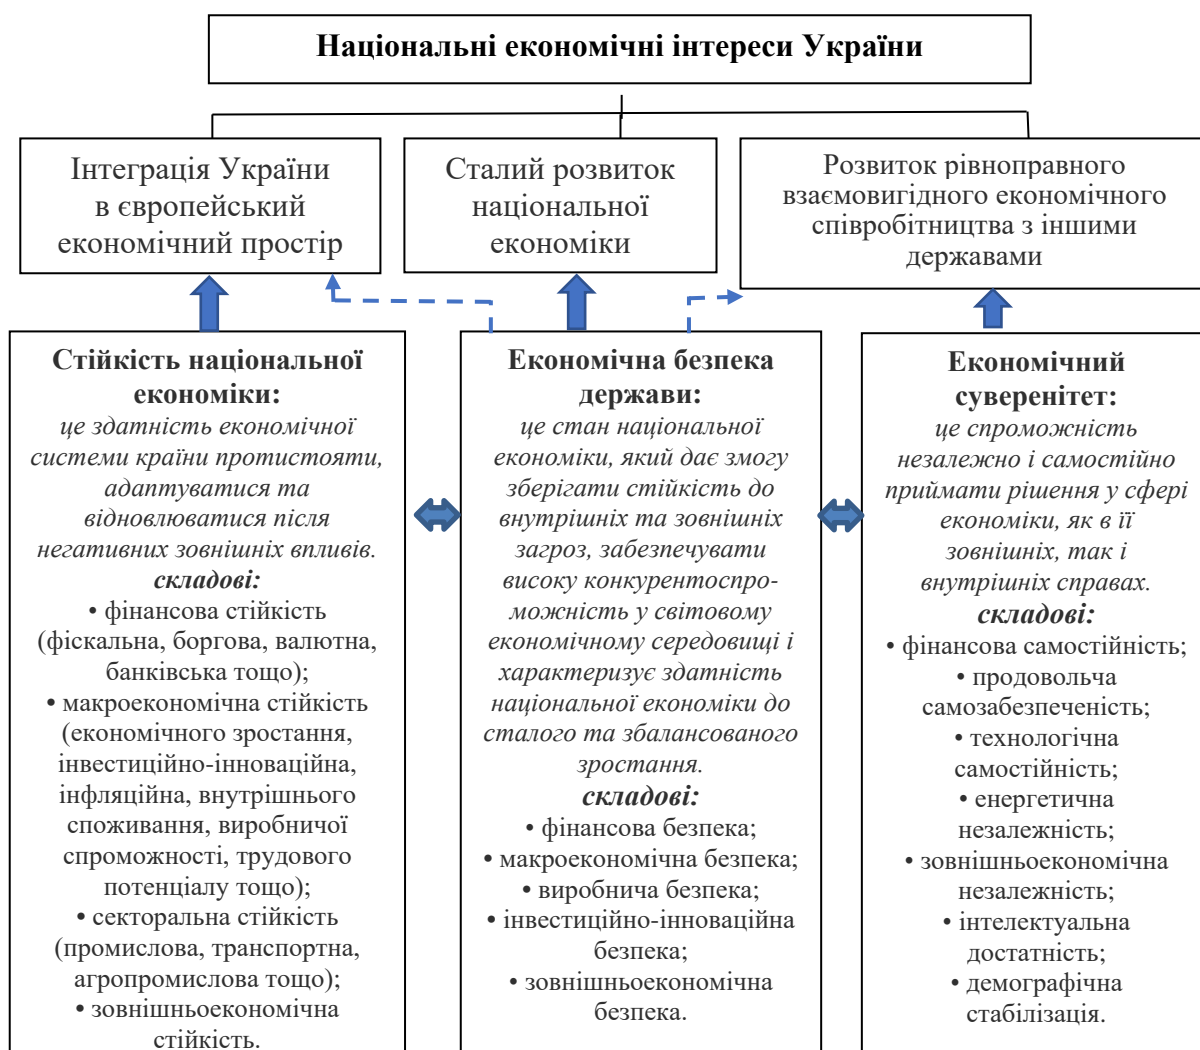 Національні економічні інтереси України
Інтеграція України
в європейський
економічний простір
Сталий розвиток
національної
економіки
Розвиток рівноправного
взаємовигідного економічного
співробітництва з іншими
державами
Стійкість національної
економіки:
це здатність економічної
системи країни протистояти,
адаптуватися та
відновлюватися після
негативних зовнішніх впливів.
складові:
• фінансова стійкість
(фіскальна, боргова, валютна,
банківська тощо);
• макроекономічна стійкість
(економічного зростання,
інвестиційно-інноваційна,
інфляційна, внутрішнього
споживання, виробничої
спроможності, трудового
потенціалу тощо);
• секторальна стійкість
(промислова, транспортна,
агропромислова тощо);
• зовнішньоекономічна
стійкість.
Економічна безпека
держави:
це стан національної
економіки, який дає змогу
зберігати стійкість до
внутрішніх та зовнішніх
загроз, забезпечувати
високу конкурентоспро-
можність у світовому
економічному середовищі і
характеризує здатність
національної економіки до
сталого та збалансованого
зростання.
складові:
• фінансова безпека;
• макроекономічна безпека;
• виробнича безпека;
• інвестиційно-інноваційна
безпека;
• зовнішньоекономічна
безпека.
Економічний
суверенітет:
це спроможність
незалежно і самостійно
приймати рішення у сфері
економіки, як в її
зовнішніх, так і
внутрішніх справах.
складові:
• фінансова самостійність;
• продовольча
самозабезпеченість;
• технологічна
самостійність;
• енергетична
незалежність;
• зовнішньоекономічна
незалежність;
• інтелектуальна
достатність;
• демографічна
стабілізація.